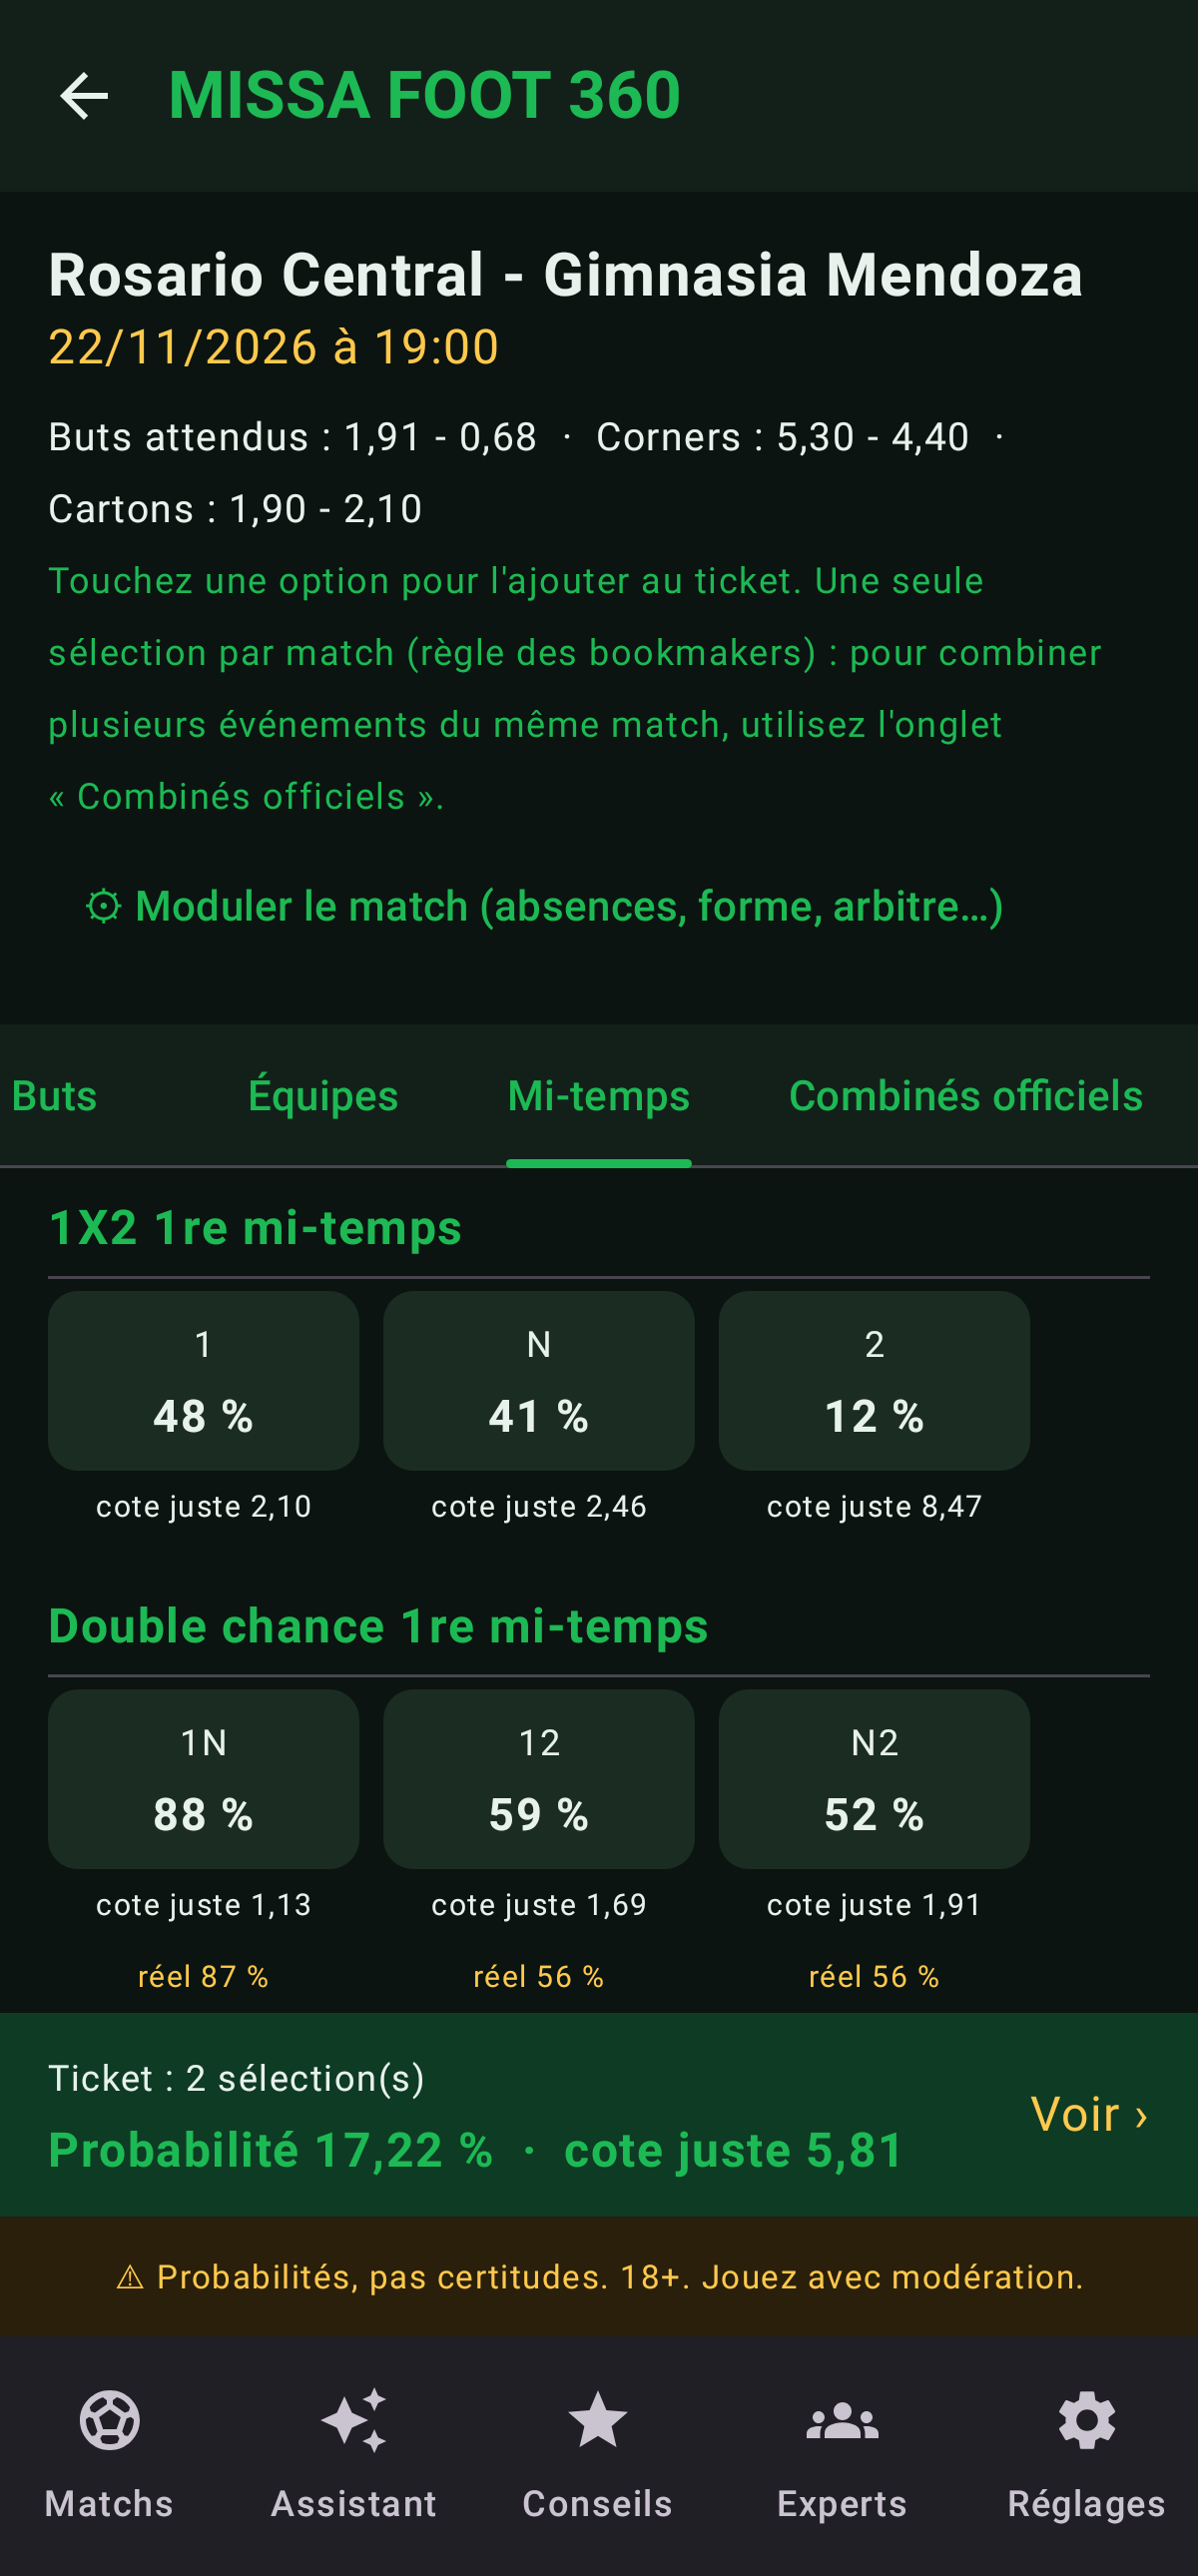 MISSA FOOT 360
Rosario Central - Gimnasia Mendoza
22/11/2026 à 19:00
Buts attendus : 1,91 - 0,68 · Corners : 5,30 - 4,40 ·
Cartons : 1,90 - 2,10
Touchez une option pour l'ajouter au ticket. Une seule
sélection par match (règle des bookmakers) : pour combiner
plusieurs événements du même match, utilisez l'onglet
« Combinés officiels ».
Moduler le match (absences, forme, arbitre…)
Buts Équipes Mi-temps Combinés officiels
1X2 1re mi-temps
1 N 2
48 % 41 % 12 %
cote juste 2,10 cote juste 2,46 cote juste 8,47
Double chance 1re mi-temps
1N 12 N2
88 % 59 % 52 %
cote juste 1,13 cote juste 1,69 cote juste 1,91
réel 87 % réel 56 % réel 56 %
Ticket : 2 sélection(s)
Probabilité 17,22 % · cote juste 5,81
Voir ›
⚠ Probabilités, pas certitudes. 18+. Jouez avec modération.
Matchs Assistant Conseils Experts Réglages